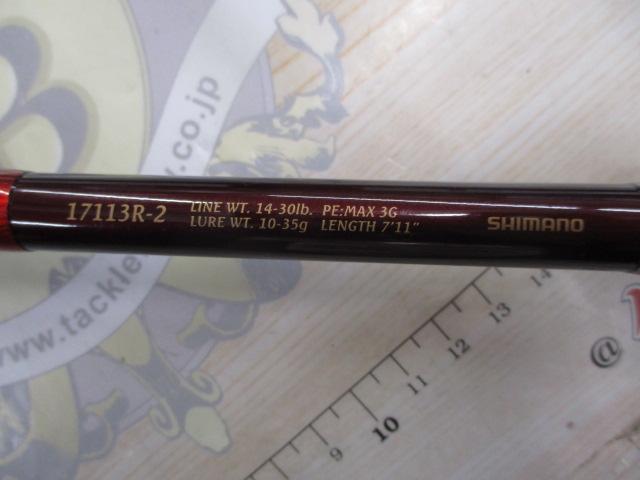 17113R-2
LINE WT. 14-30lb. PE:MAX 3G
LURE WT. 10-35g LENGTH 7'11"
SHIMANO
www.tackle
y.co.jp
@
9
10
11
12
13
14